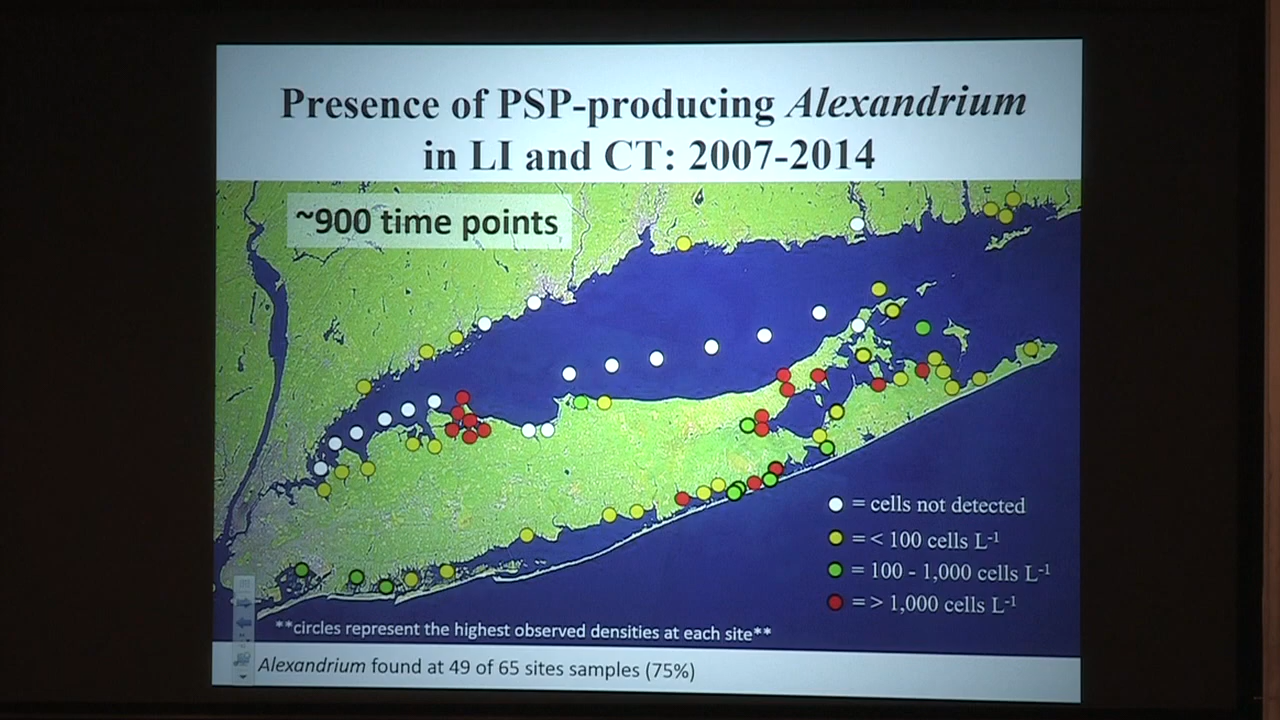 Presence of PSP-producing Alexandrium
in LI and CT: 2007-2014
~900 time points
= cells not detected
= < 100 cells L-1
= 100 - 1,000 cells L-1
= > 1,000 cells L-1
**circles represent the highest observed densities at each site**
Alexandrium found at 49 of 65 sites samples (75%)